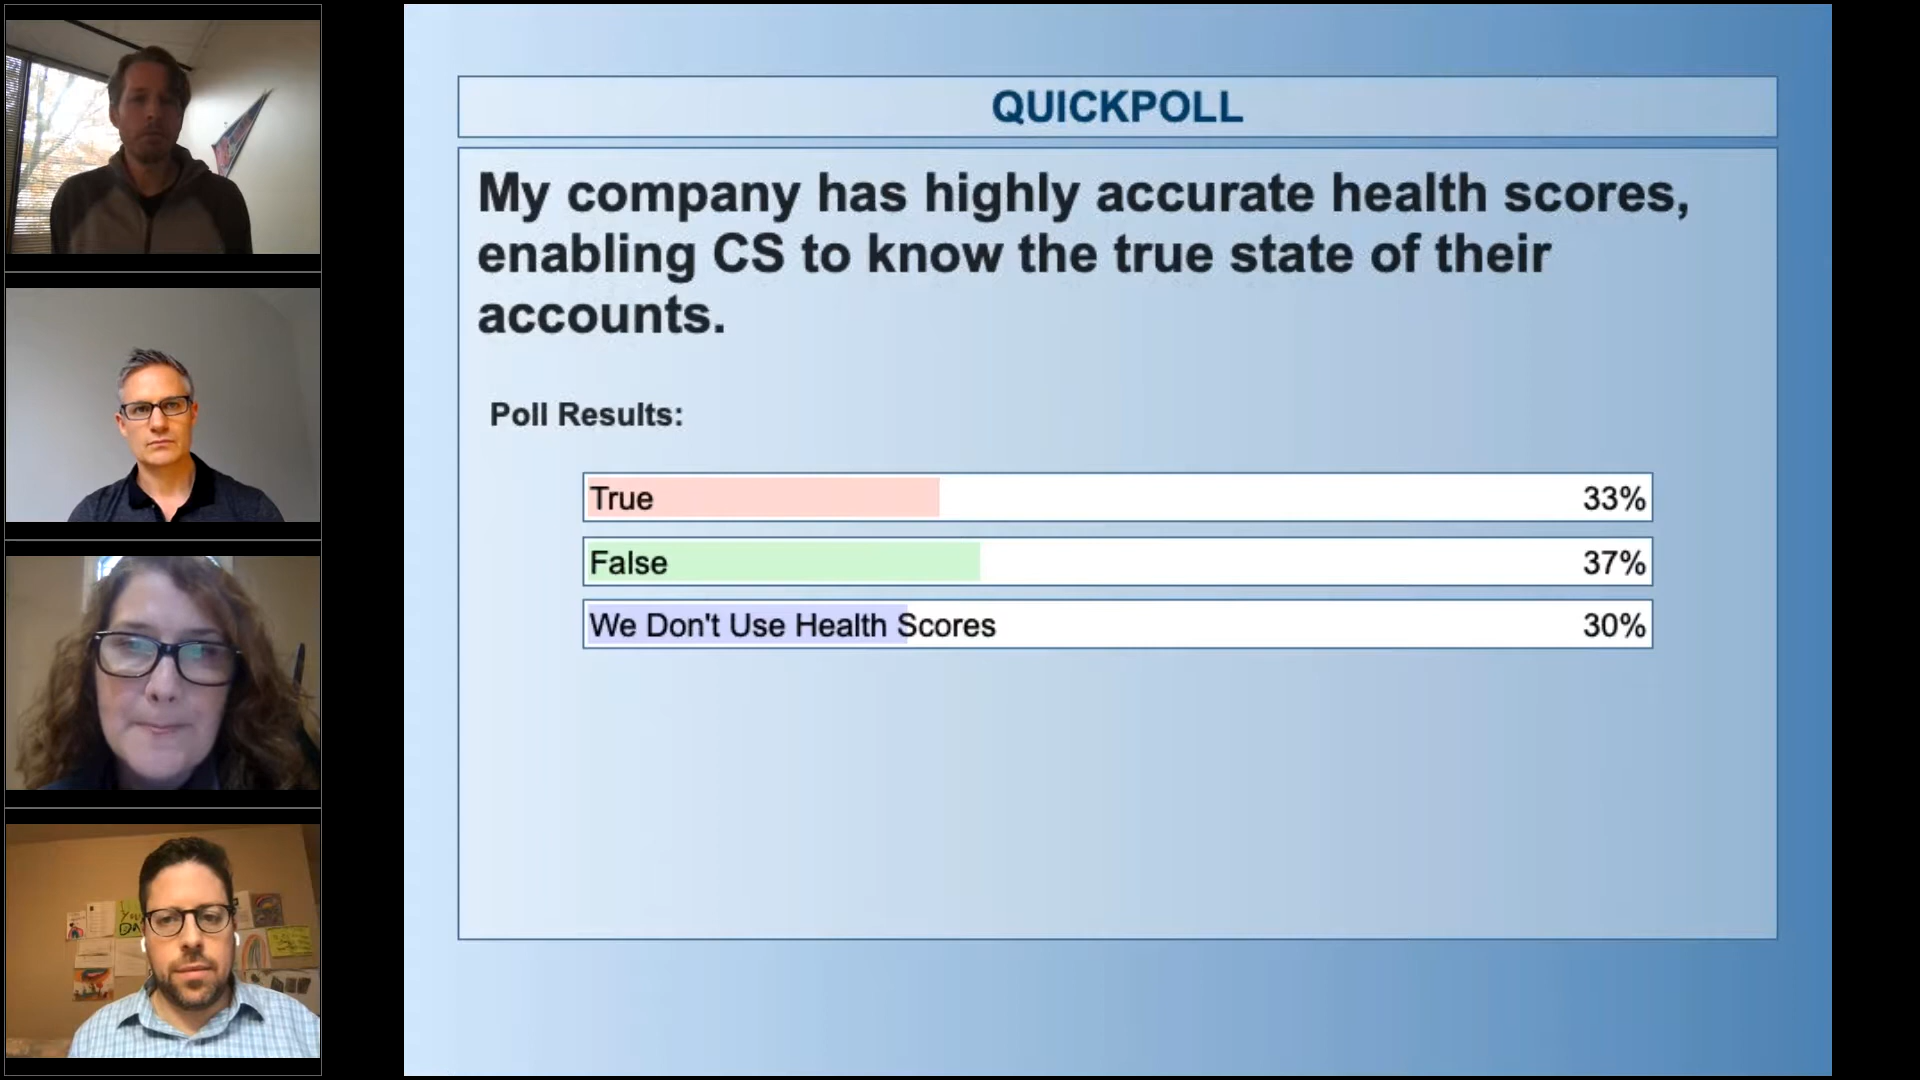 QUICKPOLL
My company has highly accurate health scores,
enabling CS to know the true state of their
accounts.
Poll Results:
True 33%
False 37%
We Don't Use Health Scores 30%